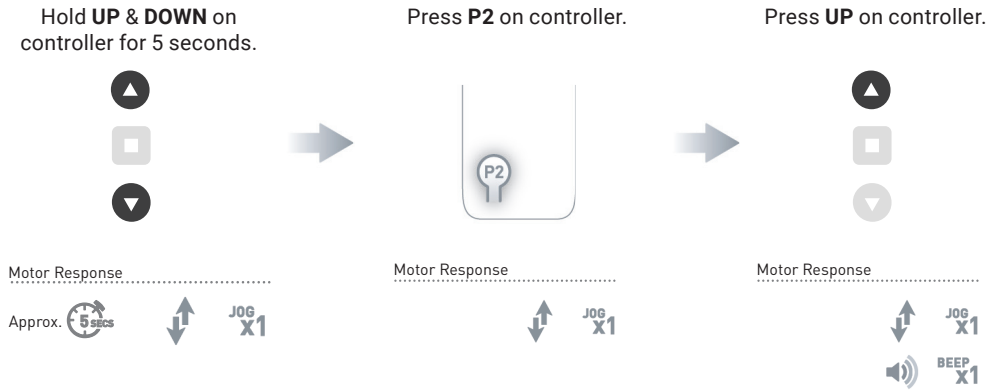 Hold UP & DOWN on
controller for 5 seconds.
Press P2 on controller.
Press UP on controller.
P2
Motor Response
Approx. 5 SECS
JOG
x1
Motor Response
JOG
x1
Motor Response
JOG
x1
BEEP
x1